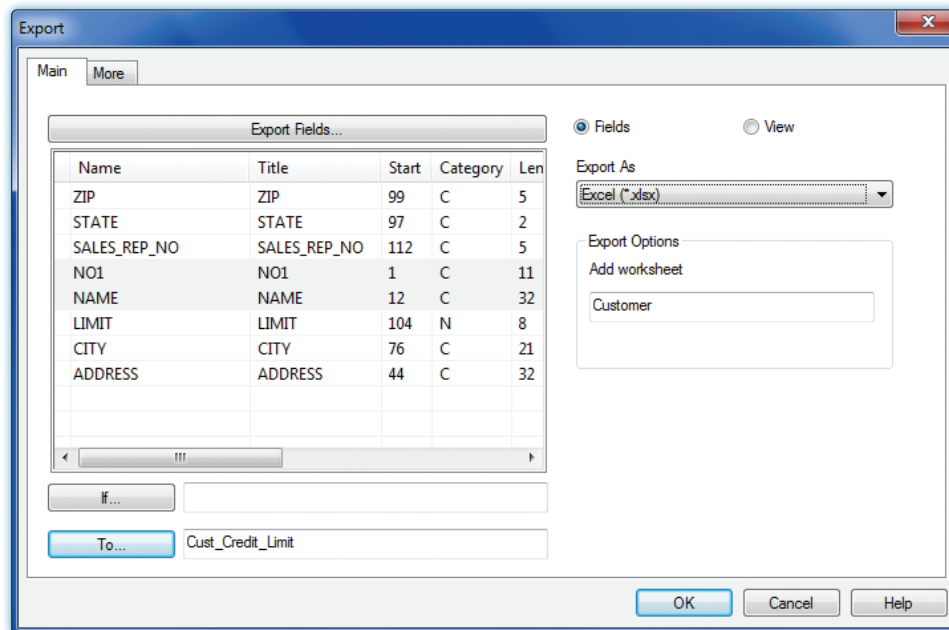 Export
Main More
Export Fields...
Name Title Start Category Len
ZIP ZIP 99 C 5
STATE STATE 97 C 2
SALES_REP_NO SALES_REP_NO 112 C 5
NO1 NO1 1 C 11
NAME NAME 12 C 32
LIMIT LIMIT 104 N 8
CITY CITY 76 C 21
ADDRESS ADDRESS 44 C 32
If...
To... Cust_Credit_Limit
Fields View
Export As
Excel (*.xlsx)
Export Options
Add worksheet
Customer
OK Cancel Help